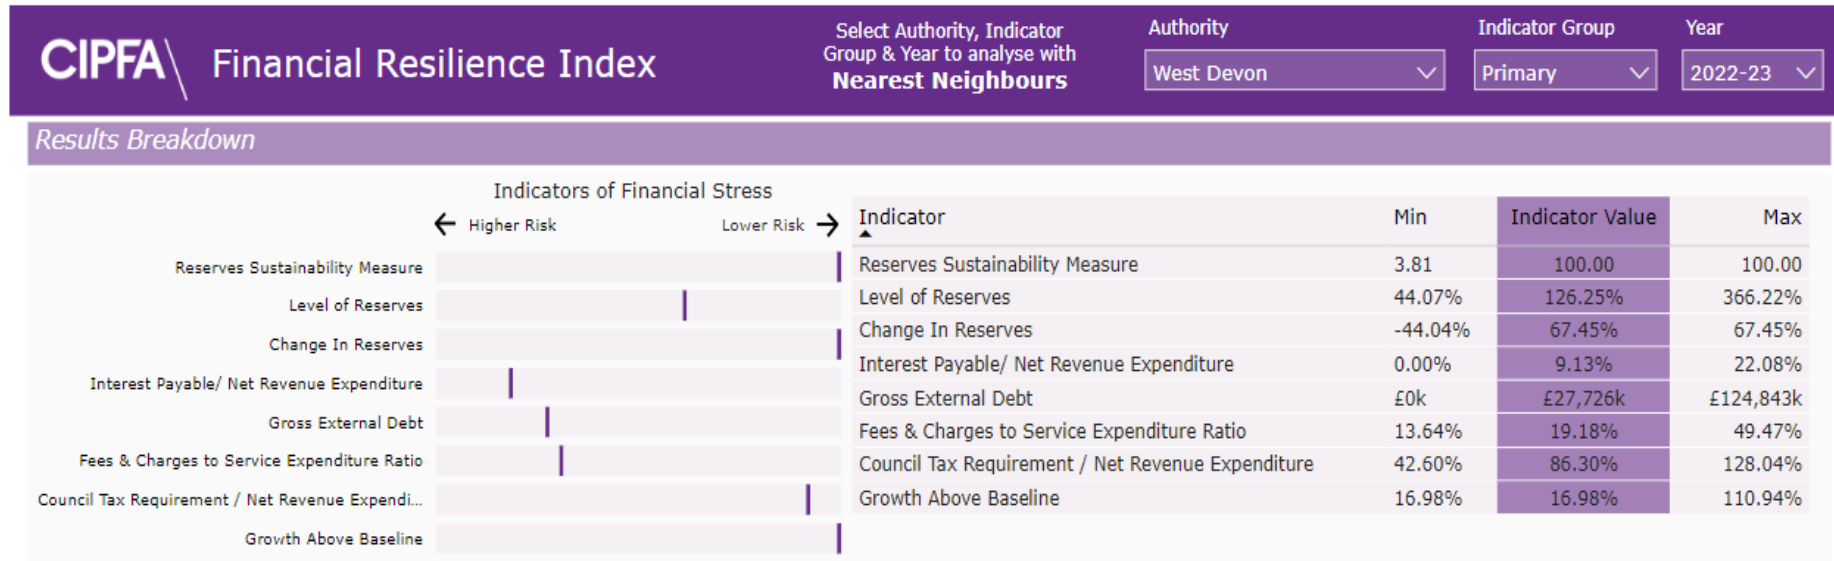 CIPFA\ Financial Resilience Index
Select Authority, Indicator
Group & Year to analyse with
Nearest Neighbours
Authority
West Devon
Indicator Group
Primary
Year
2022-23
Results Breakdown
Indicators of Financial Stress
← Higher Risk Lower Risk →
Reserves Sustainability Measure
Level of Reserves
Change In Reserves
Interest Payable/ Net Revenue Expenditure
Gross External Debt
Fees & Charges to Service Expenditure Ratio
Council Tax Requirement / Net Revenue Expendi...
Growth Above Baseline
Indicator Min Indicator Value Max
Reserves Sustainability Measure 3.81 100.00 100.00
Level of Reserves 44.07% 126.25% 366.22%
Change In Reserves -44.04% 67.45% 67.45%
Interest Payable/ Net Revenue Expenditure 0.00% 9.13% 22.08%
Gross External Debt £0k £27,726k £124,843k
Fees & Charges to Service Expenditure Ratio 13.64% 19.18% 49.47%
Council Tax Requirement / Net Revenue Expenditure 42.60% 86.30% 128.04%
Growth Above Baseline 16.98% 16.98% 110.94%